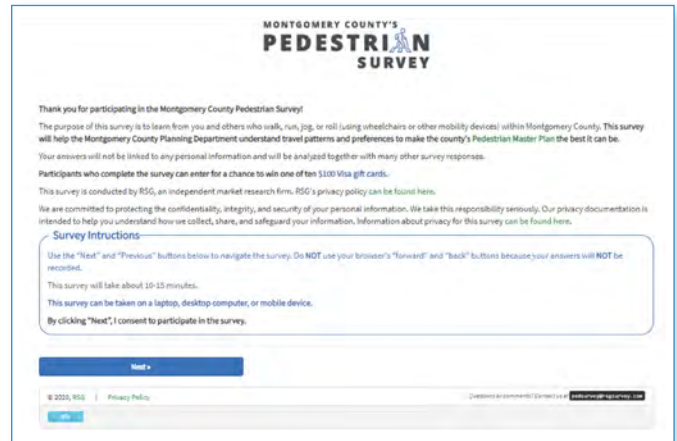 MONTGOMERY COUNTY'S
PEDESTRIAN
SURVEY
Thank you for participating in the Montgomery County Pedestrian Survey!
The purpose of this survey is to learn from you and others who walk, run, jog, or roll (using wheelchairs or other mobility devices) within Montgomery County. This survey
will help the Montgomery County Planning Department understand travel patterns and preferences to make the county's Pedestrian Master Plan the best it can be.
Your answers will not be linked to any personal information and will be analyzed together with many other survey responses.
Participants who complete the survey can enter for a chance to win one of ten $100 Visa gift cards.
This survey is conducted by RSG, an independent market research firm. RSG's privacy policy can be found here.
We are committed to protecting the confidentiality, integrity, and security of your personal information. We take this responsibility seriously. Our privacy documentation is
intended to help you understand how we collect, share, and safeguard your information. Information about privacy for this survey can be found here.
Survey Intructions
Use the "Next" and "Previous" buttons below to navigate the survey. Do NOT use your browser's "forward" and "back" buttons because your answers will NOT be
recorded.
This survey will take about 10-15 minutes.
This survey can be taken on a laptop, desktop computer, or mobile device.
By clicking "Next", I consent to participate in the survey.
Next »
© 2020, RSG | Privacy Policy
Questions or comments? Contact us at pedsurvey@rsgsurvey.com